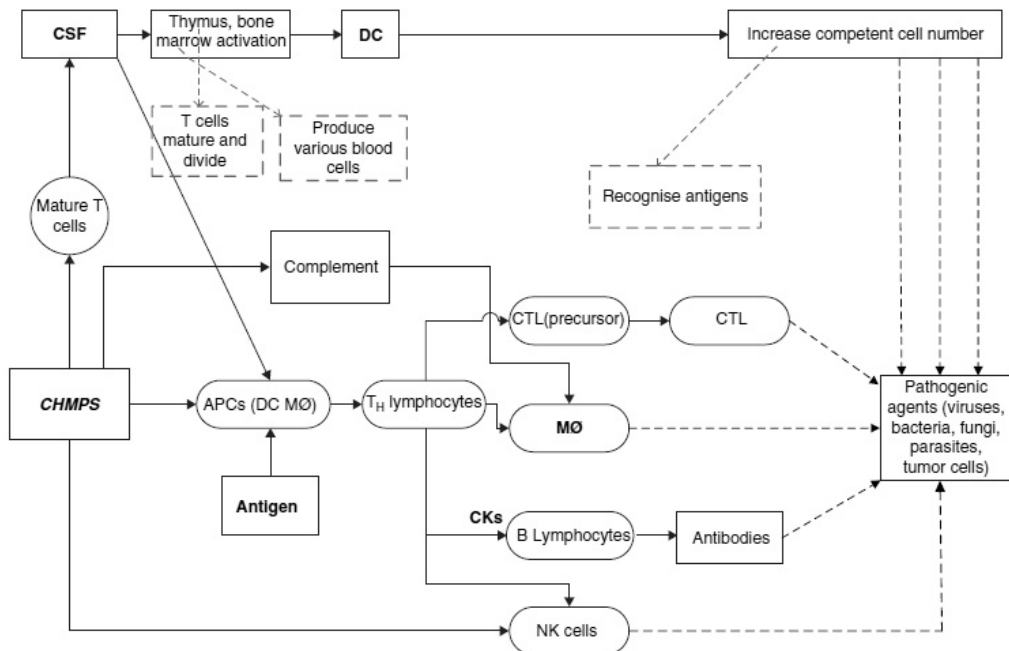 CSF
Thymus, bone
marrow activation
DC
Increase competent cell number
T cells
mature and
divide
Produce
various blood
cells
Recognise antigens
Mature T
cells
Complement
CTL(precursor)
CTL
CHMPS
APCs (DC MØ)
TH lymphocytes
MØ
Pathogenic
agents (viruses,
bacteria, fungi,
parasites,
tumor cells)
Antigen
CKs
B Lymphocytes
Antibodies
NK cells